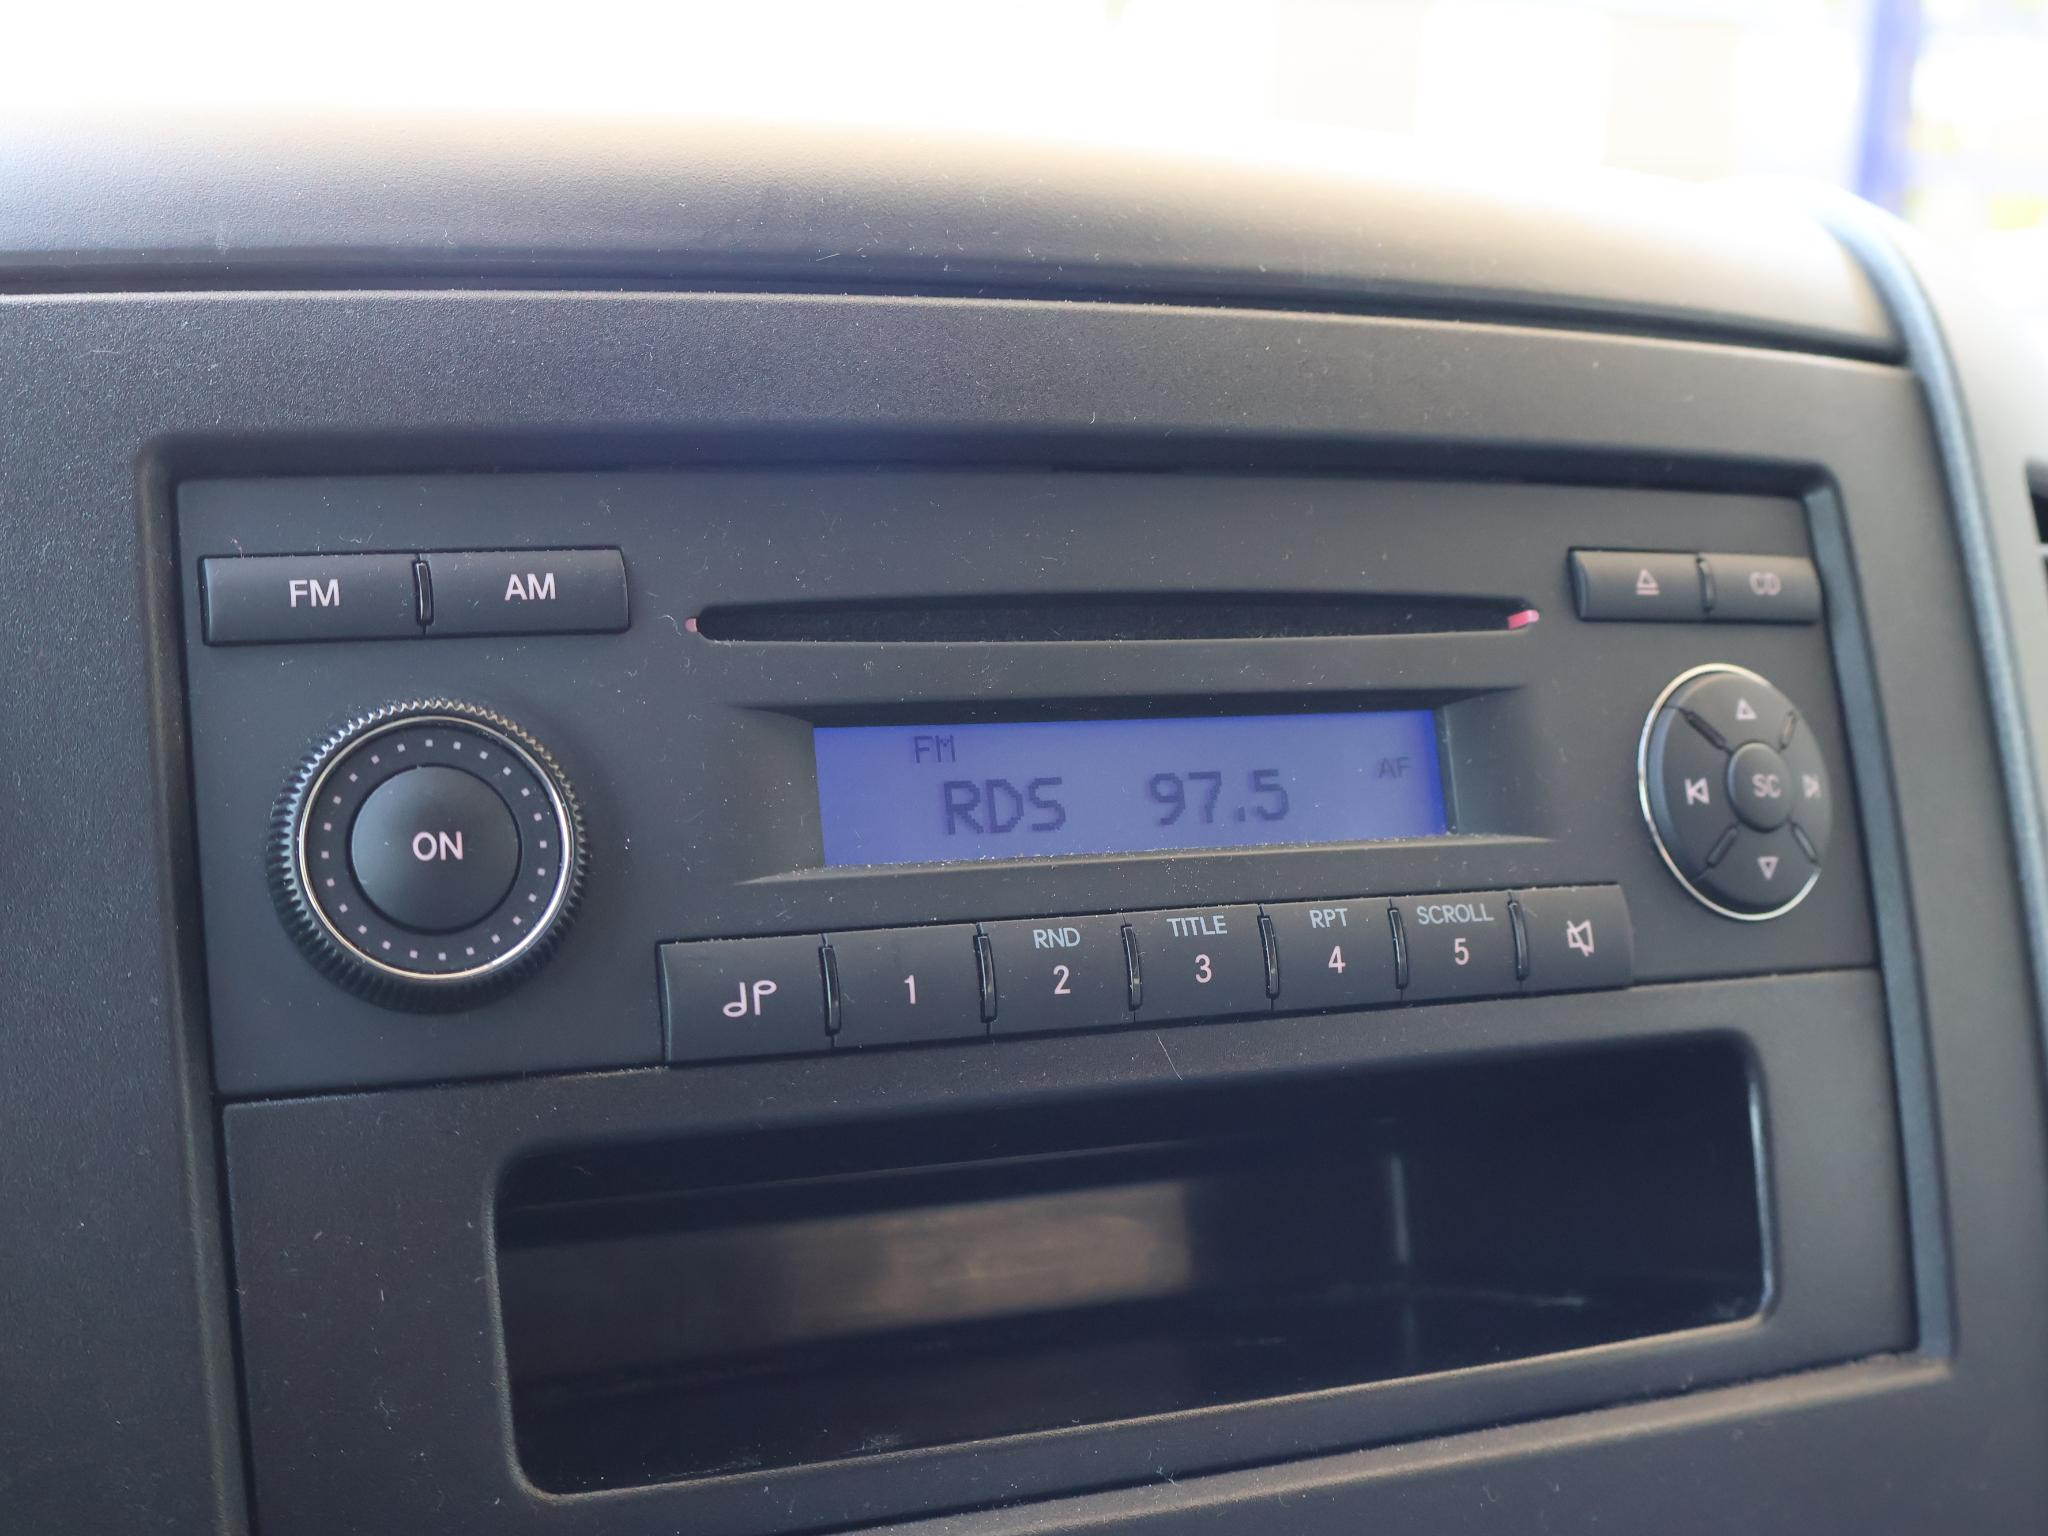 FM AM
CD
FM
RDS 97.5 AF
ON
SC
RND TITLE RPT SCROLL
1 2 3 4 5